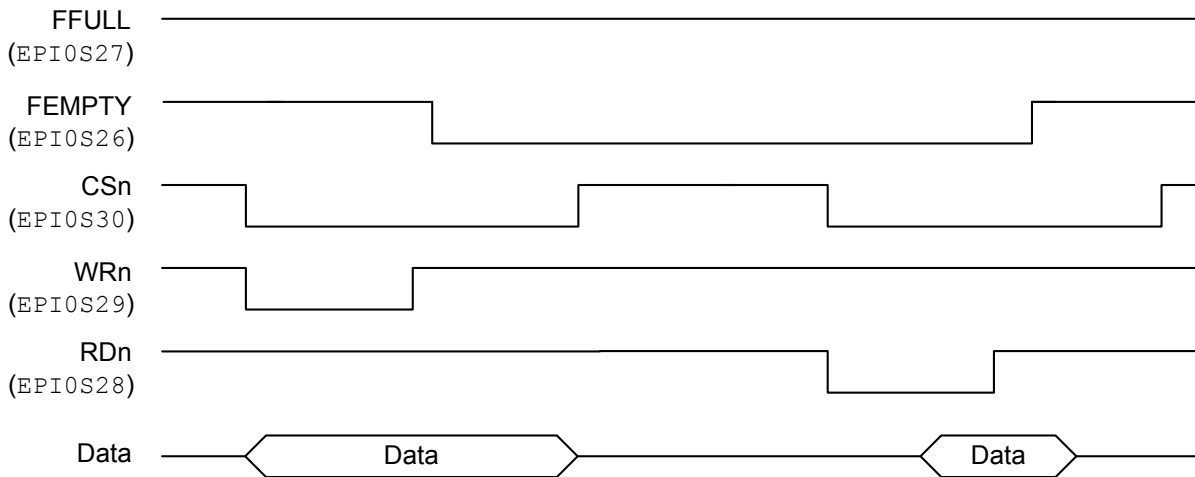 FFULL
(EPI0S27)
FEMPTY
(EPI0S26)
CSn
(EPI0S30)
WRn
(EPI0S29)
RDn
(EPI0S28)
Data Data Data